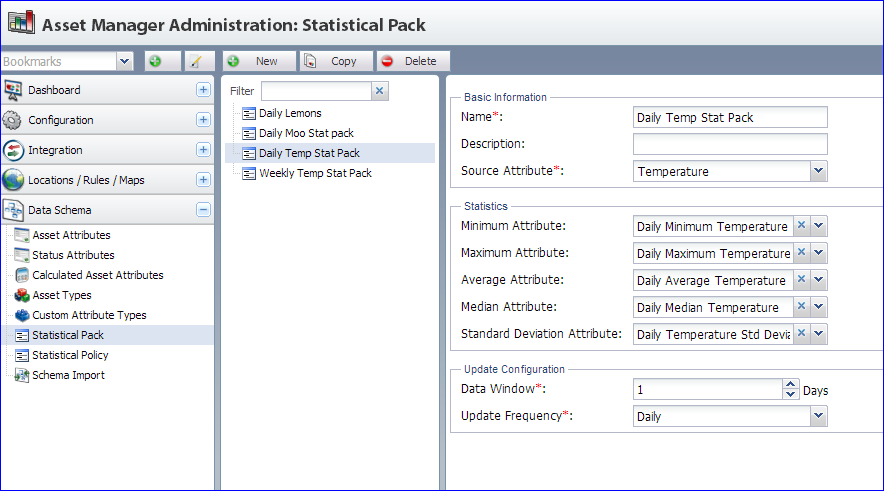 Asset Manager Administration: Statistical Pack
Bookmarks
New
Copy
Delete
Dashboard
Configuration
Integration
Locations / Rules / Maps
Data Schema
Asset Attributes
Status Attributes
Calculated Asset Attributes
Asset Types
Custom Attribute Types
Statistical Pack
Statistical Policy
Schema Import
Filter
Daily Lemons
Daily Moo Stat pack
Daily Temp Stat Pack
Weekly Temp Stat Pack
Basic Information
Name*: Daily Temp Stat Pack
Description:
Source Attribute*: Temperature
Statistics
Minimum Attribute: Daily Minimum Temperature
Maximum Attribute: Daily Maximum Temperature
Average Attribute: Daily Average Temperature
Median Attribute: Daily Median Temperature
Standard Deviation Attribute: Daily Temperature Std Devia
Update Configuration
Data Window*: 1 Days
Update Frequency*: Daily